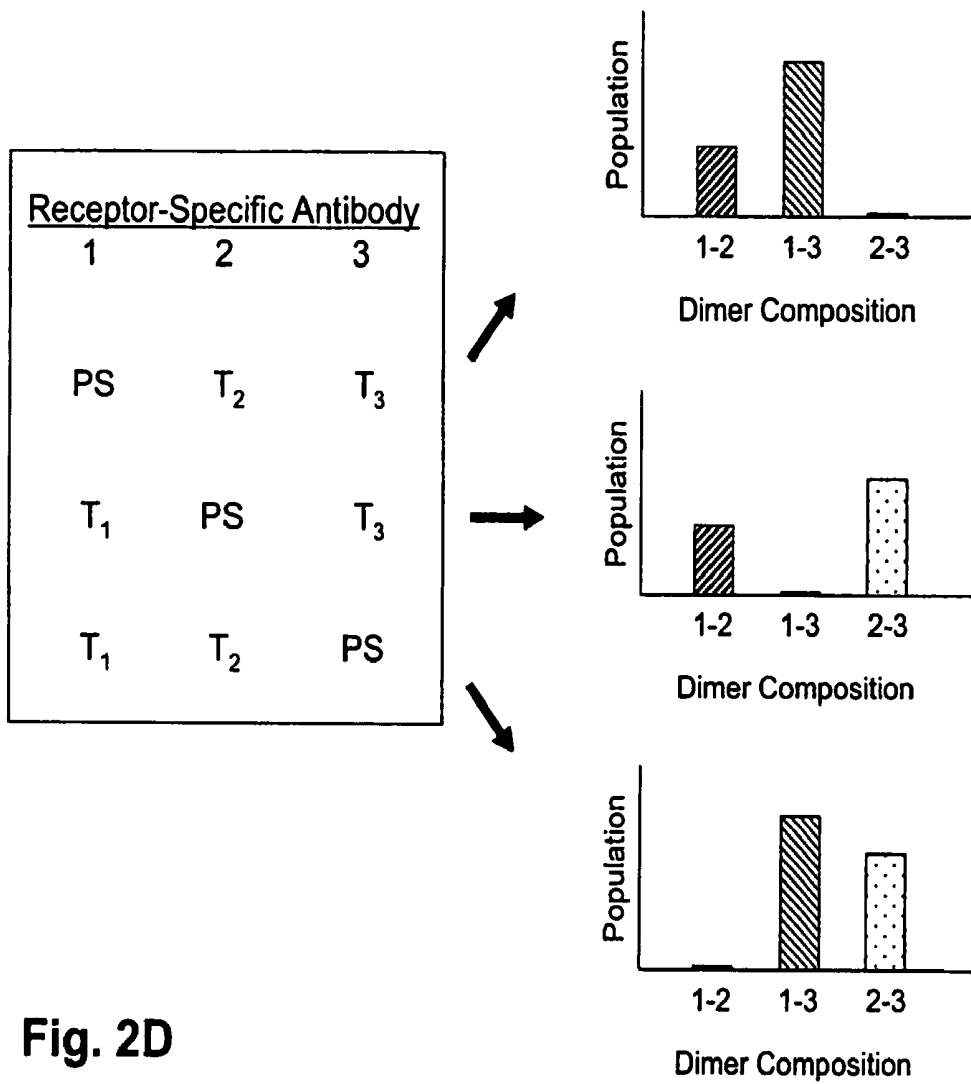 Receptor-Specific Antibody
1 2 3
PS T₂ T₃
T₁ PS T₃
T₁ T₂ PS
Population
1-2 1-3 2-3
Dimer Composition
Population
1-2 1-3 2-3
Dimer Composition
Population
1-2 1-3 2-3
Dimer Composition
Fig. 2D